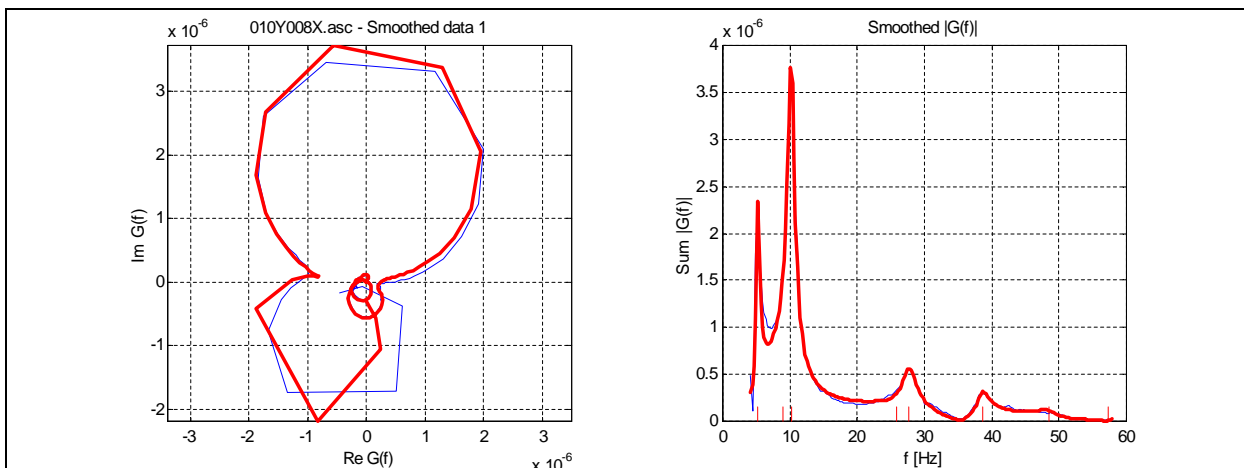 010Y008X.asc - Smoothed data 1
x 10^-6
Im G(f)
3
2
1
0
-1
-2
-3 -2 -1 0 1 2 3
Re G(f)
x 10^-6
Smoothed |G(f)|
x 10^-6
Sum |G(f)|
4
3.5
3
2.5
2
1.5
1
0.5
0
0 10 20 30 40 50 60
f [Hz]